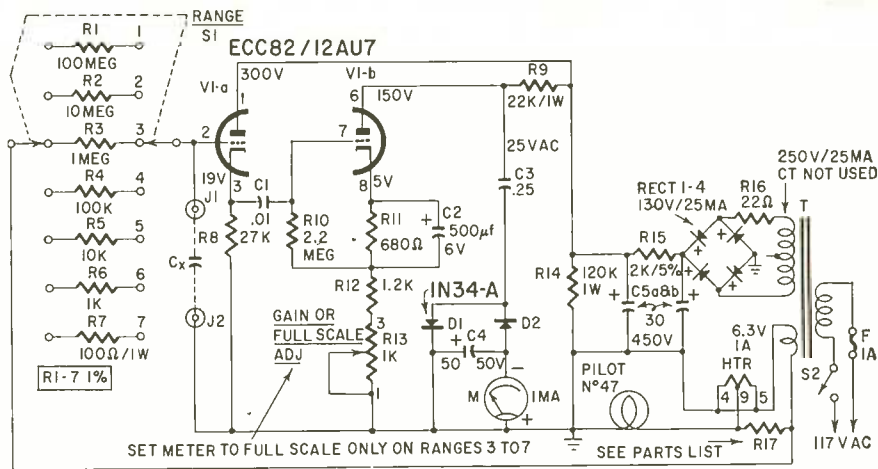 RANGE
S1
R1
1
100MEG
R2
2
10MEG
R3
3
1MEG
R4
4
100K
R5
5
10K
R6
6
1K
R7
7
100Ω/1W
R1-7 1%
J1
Cx
J2
ECC82/12AU7
V1-a
1
300V
2
19V
3
R8
27K
C1
.01
R10
2.2
MEG
V1-b
6
150V
7
8
5V
R11
680Ω
C2
500μf
6V
+
R12
1.2K
3
R13
1K
1
GAIN OR
FULL SCALE
ADJ
R9
22K/1W
25VAC
C3
.25
1N34-A
D1
D2
+
C4
50
50V
-
M
1MA
+
R14
120K
1W
R15
2K/5%
+
+
C5a&b
30
450V
RECT 1-4
130V/25MA
+
+
R16
22Ω
250V/25MA
CT NOT USED
T
6.3V
1A
HTR
4
9
5
PILOT
Nº47
R17
S2
F
1A
117VAC
SET METER TO FULL SCALE ONLY ON RANGES 3 TO 7
SEE PARTS LIST